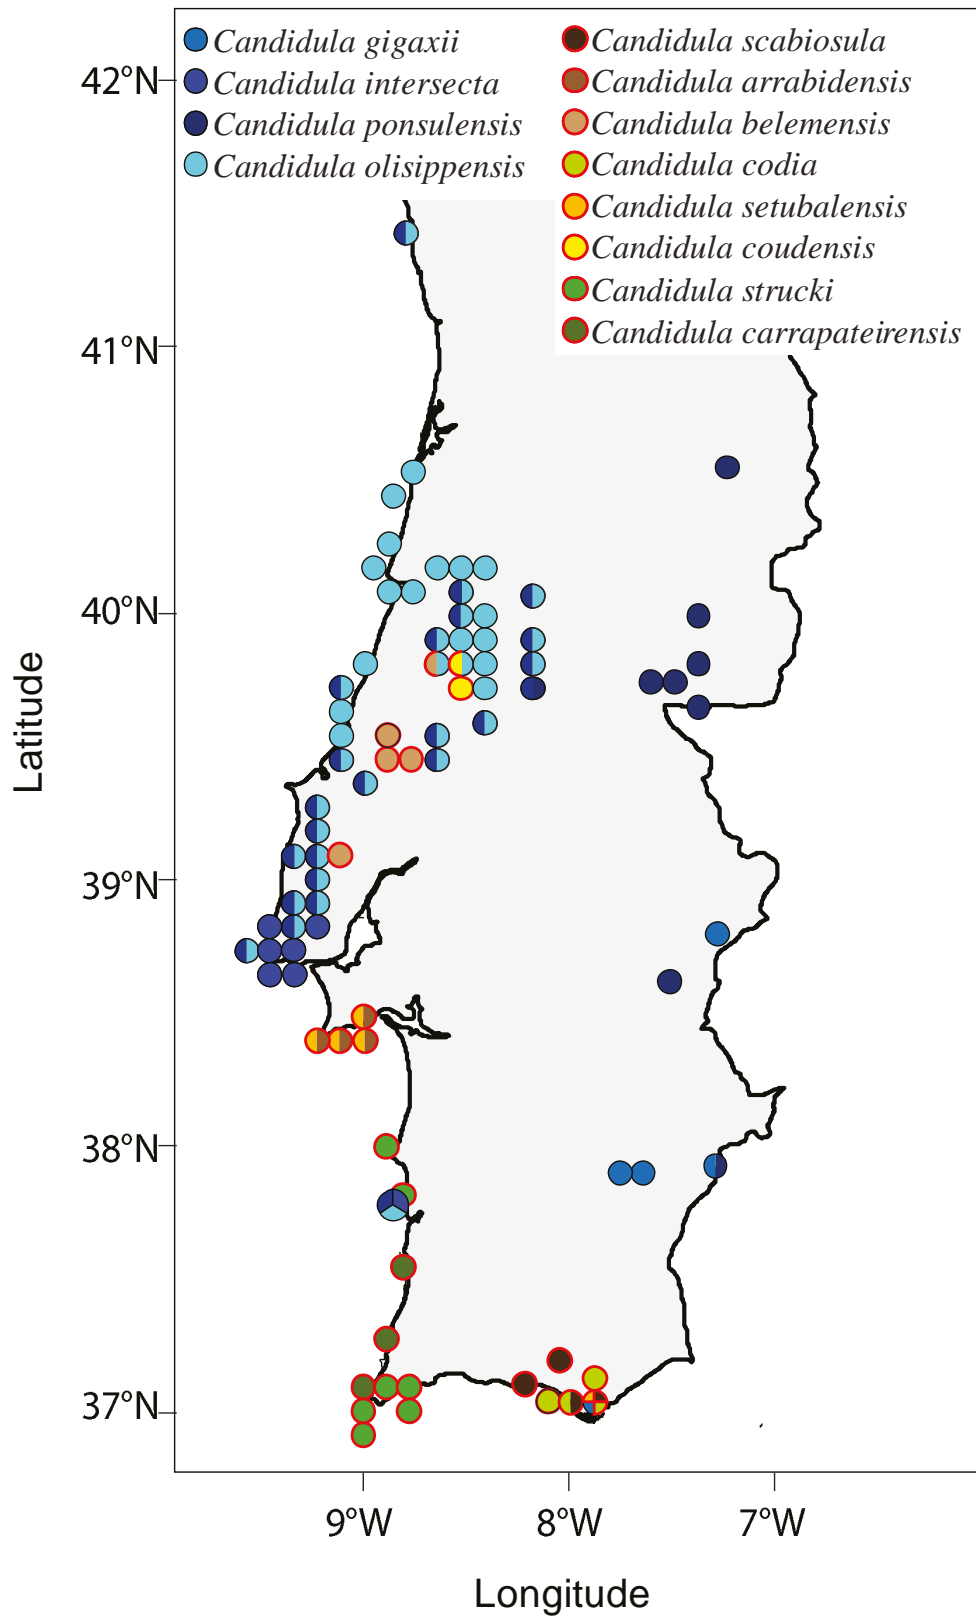 Candidula gigaxii
Candidula intersecta
Candidula ponsulensis
Candidula olisippensis
Candidula scabiosula
Candidula arrabidensis
Candidula belemensis
Candidula codia
Candidula setubalensis
Candidula coudensis
Candidula strucki
Candidula carrapateirensis
42°N
41°N
40°N
39°N
38°N
37°N
Latitude
9°W
8°W
7°W
Longitude